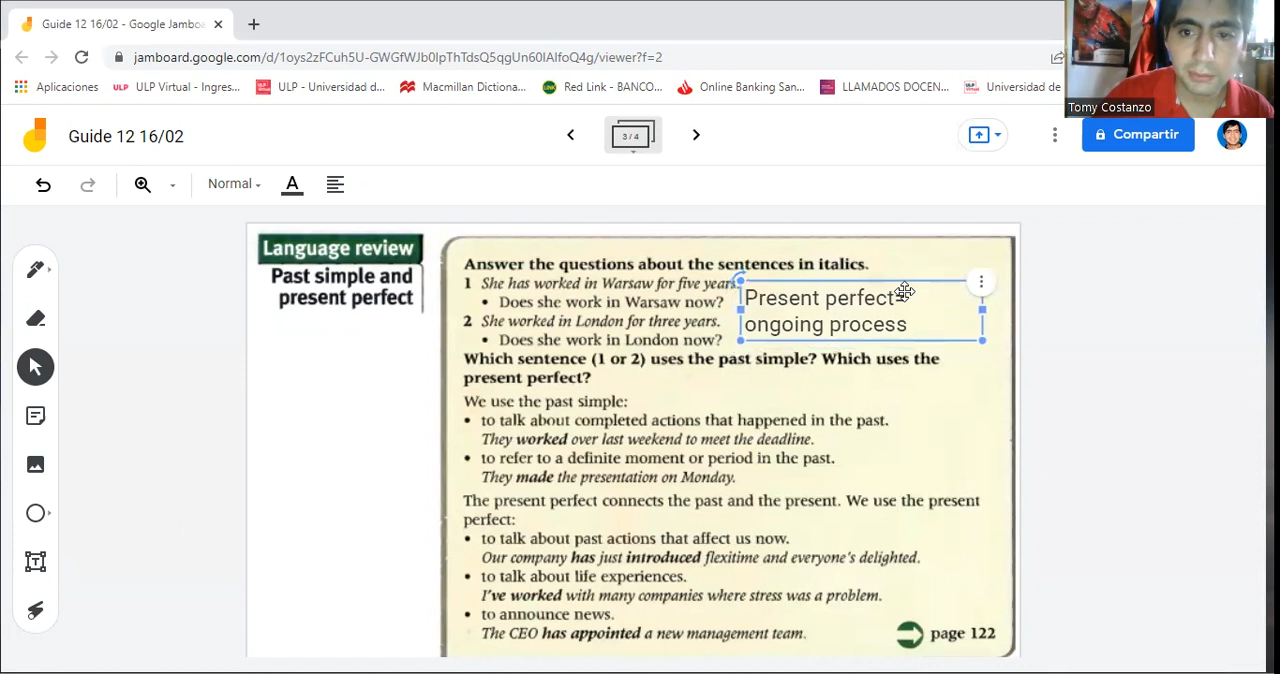 Guide 12 16/02 - Google Jambo
jamboard.google.com/d/1oys2zFCuh5U-GWGfWJb0IpThTdsQ5qgUn60IAlfoQ4g/viewer?f=2
Aplicaciones
ULP Virtual - Ingres...
ULP - Universidad d...
Macmillan Dictiona...
Red Link - BANCO...
Online Banking San...
LLAMADOS DOCEN...
Universidad de
Tomy Costanzo
Guide 12 16/02
3 / 4
Compartir
Normal
Language review
Past simple and
present perfect
Answer the questions about the sentences in italics.
1 She has worked in Warsaw for five years.
• Does she work in Warsaw now?
2 She worked in London for three years.
• Does she work in London now?
Present perfect=
ongoing process
Which sentence (1 or 2) uses the past simple? Which uses the
present perfect?
We use the past simple:
• to talk about completed actions that happened in the past.
They worked over last weekend to meet the deadline.
• to refer to a definite moment or period in the past.
They made the presentation on Monday.
The present perfect connects the past and the present. We use the present
perfect:
• to talk about past actions that affect us now.
Our company has just introduced flexitime and everyone's delighted.
• to talk about life experiences.
I've worked with many companies where stress was a problem.
• to announce news.
The CEO has appointed a new management team.
page 122